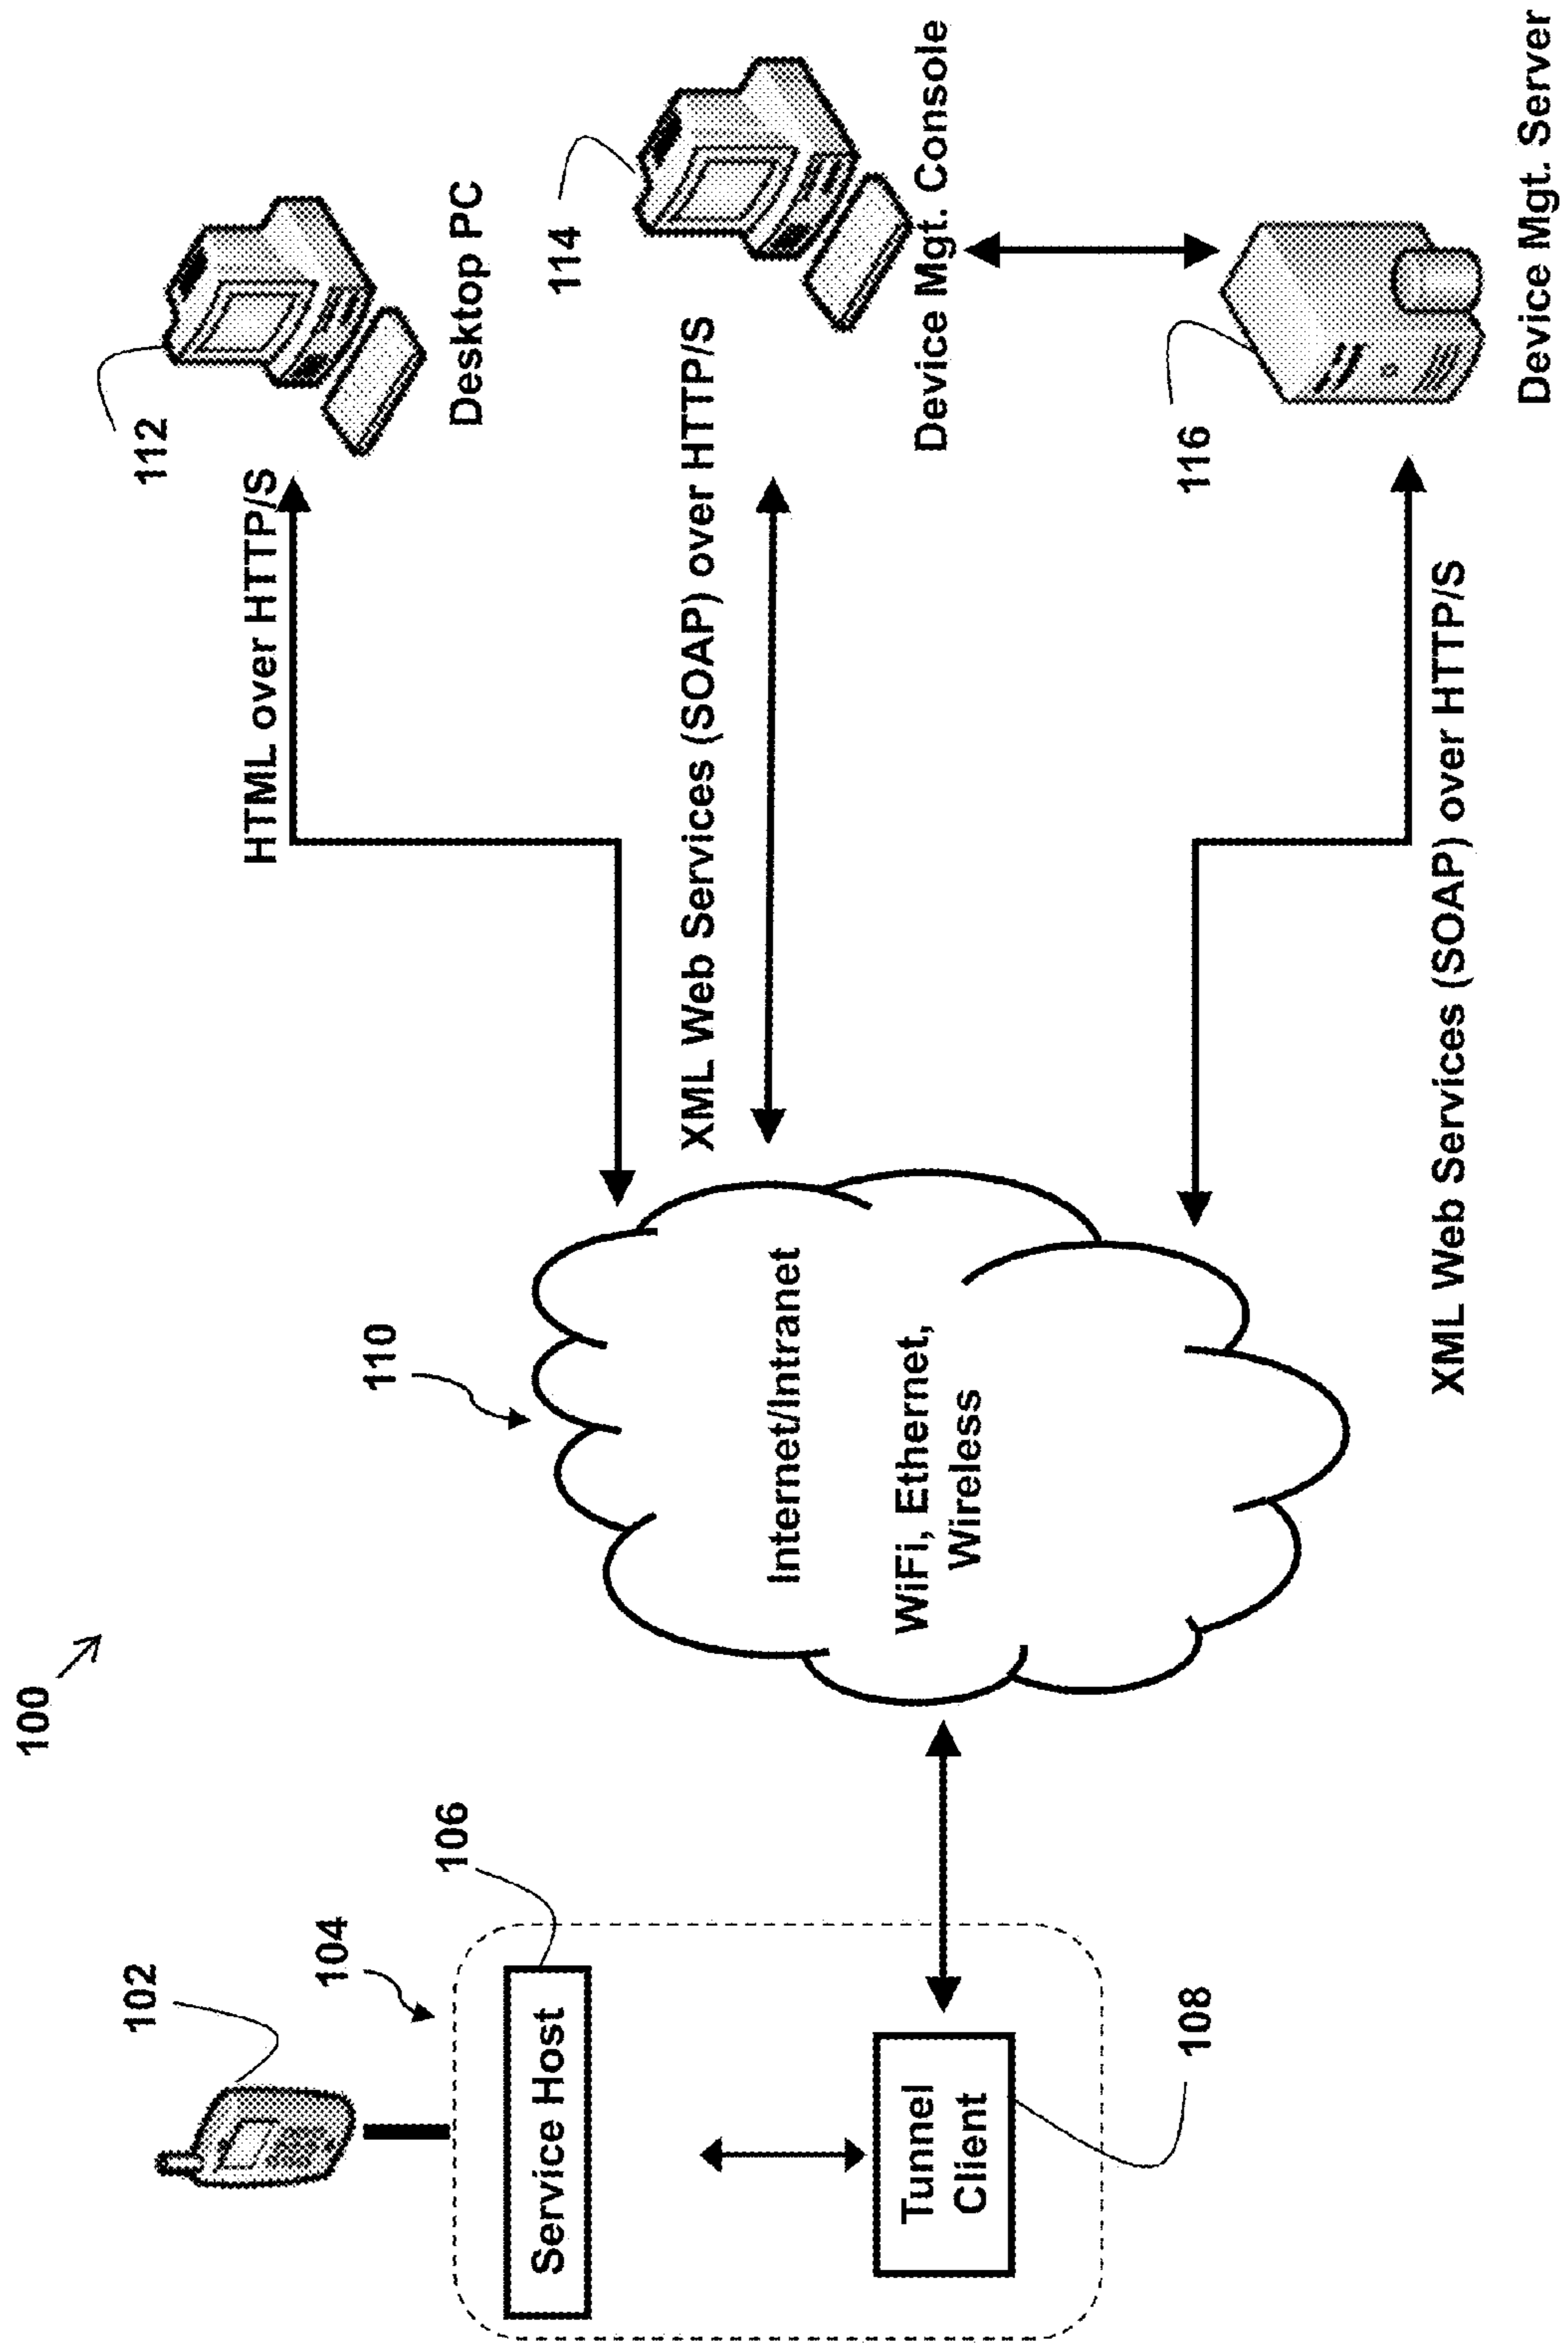 100
102
104
106
Service Host
Tunnel
Client
108
110
Internet/Intranet
WiFi, Ethernet,
Wireless
HTML over HTTP/S
112
Desktop PC
XML Web Services (SOAP) over HTTP/S
114
Device Mgt. Console
XML Web Services (SOAP) over HTTP/S
116
Device Mgt. Server